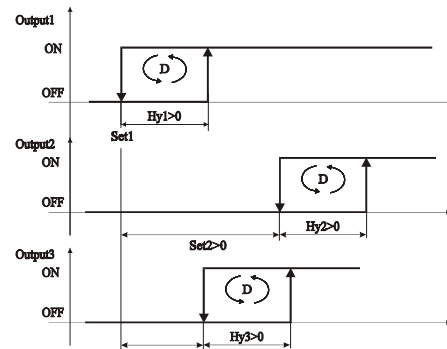 Output1
ON
D
OFF
Hy1>0
Set1
Output2
ON
D
OFF
Hy2>0
Set2>0
Output3
ON
D
OFF
Hy3>0